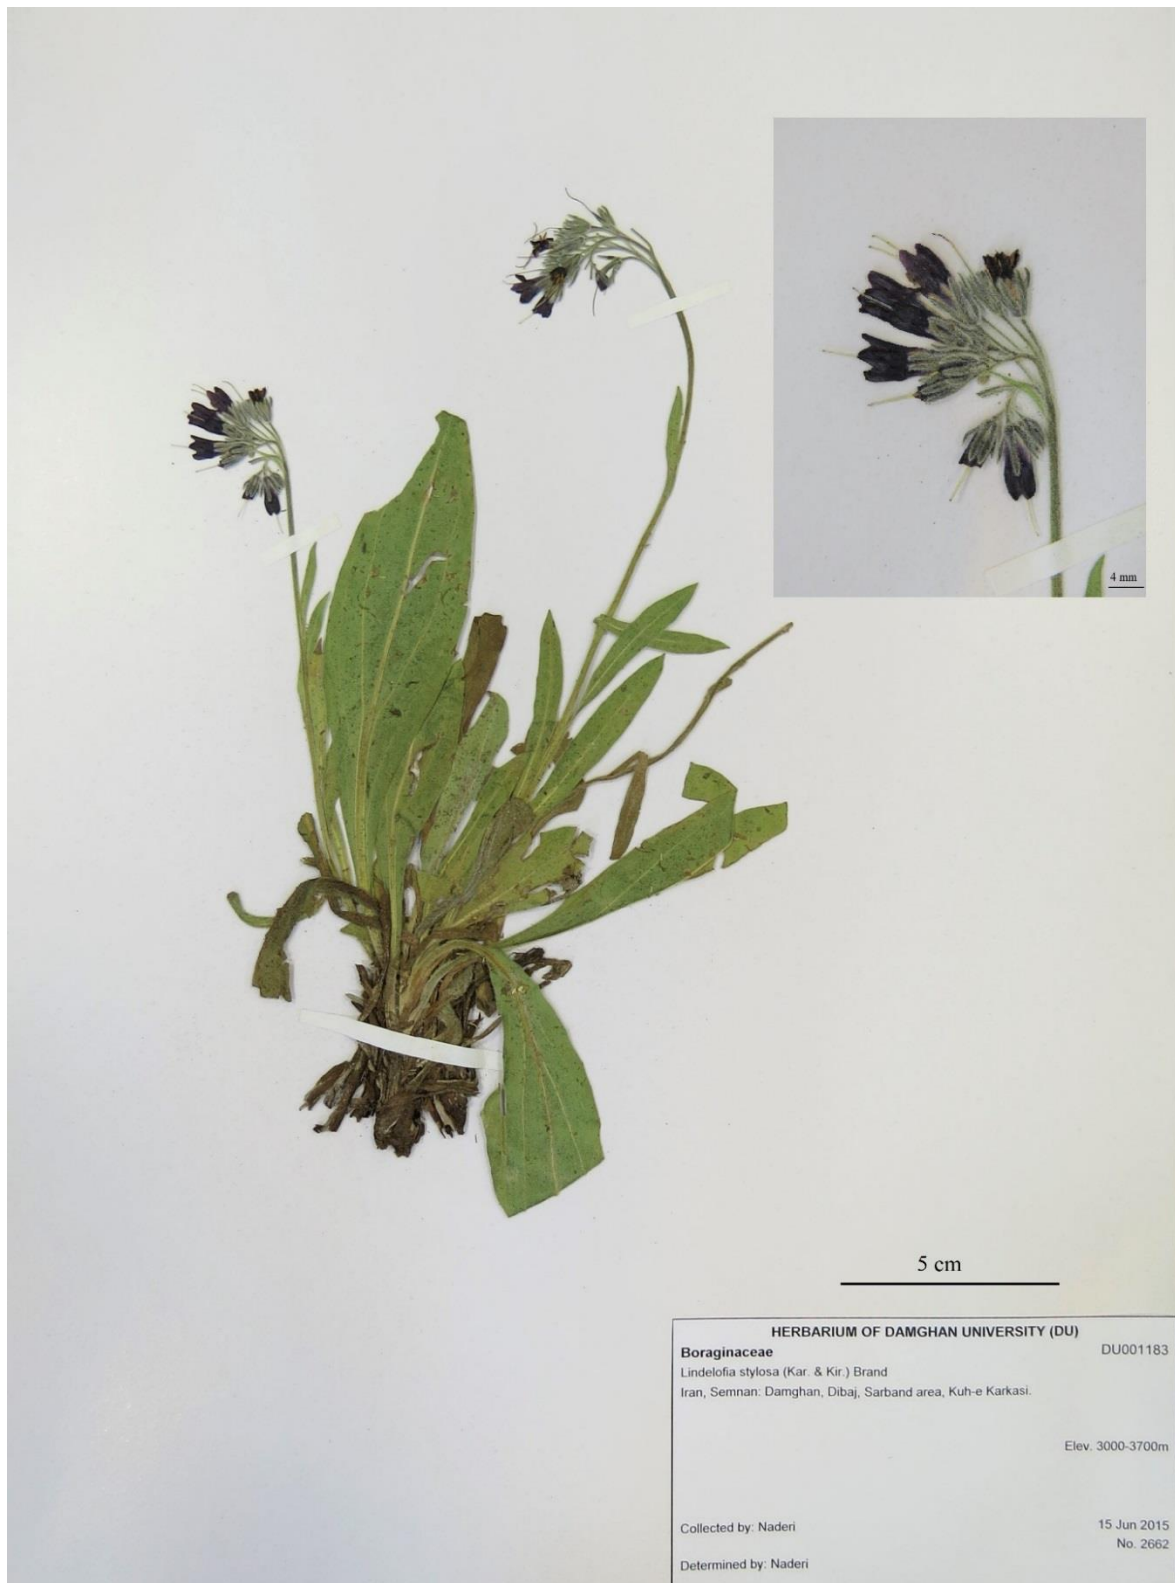 4 mm
5 cm
HERBARIUM OF DAMGHAN UNIVERSITY (DU)
Boraginaceae DU001183
Lindelofia stylosa (Kar. & Kir.) Brand
Iran, Semnan: Damghan, Dibaj, Sarband area, Kuh-e Karkasi.
Elev. 3000-3700m
Collected by: Naderi 15 Jun 2015
No. 2662
Determined by: Naderi